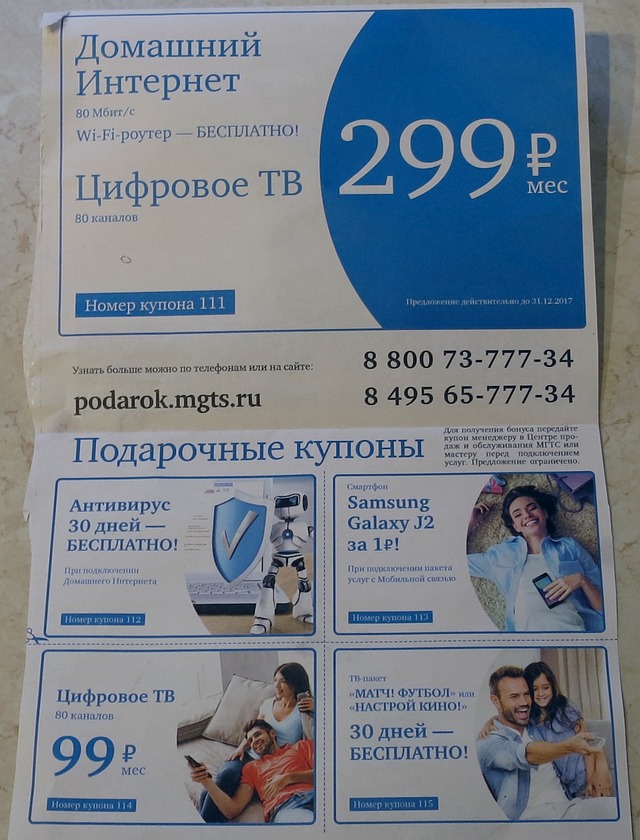 Домашний
Интернет
80 Мбит/с
Wi-Fi-роутер — БЕСПЛАТНО!
Цифровое ТВ
80 каналов
299 ₽
мес
Номер купона 111
Предложение действительно до 31.12.2017
Узнать больше можно по телефонам или на сайте:
podarok.mgts.ru
8 800 73-777-34
8 495 65-777-34
Подарочные купоны
Для получения бонуса передайте
купон менеджеру в Центре про-
даж и обслуживания МГТС или
мастеру перед подключением
услуг. Предложение ограничено.
Антивирус
30 дней —
БЕСПЛАТНО!
При подключении
Домашнего Интернета
Номер купона 112
Смартфон
Samsung
Galaxy J2
за 1₽!
При подключении пакета
услуг с Мобильной связью
Номер купона 113
Цифровое ТВ
80 каналов
99 ₽
мес
Номер купона 114
ТВ-пакет
«МАТЧ! ФУТБОЛ» или
«НАСТРОЙ КИНО!»
30 дней —
БЕСПЛАТНО!
Номер купона 115